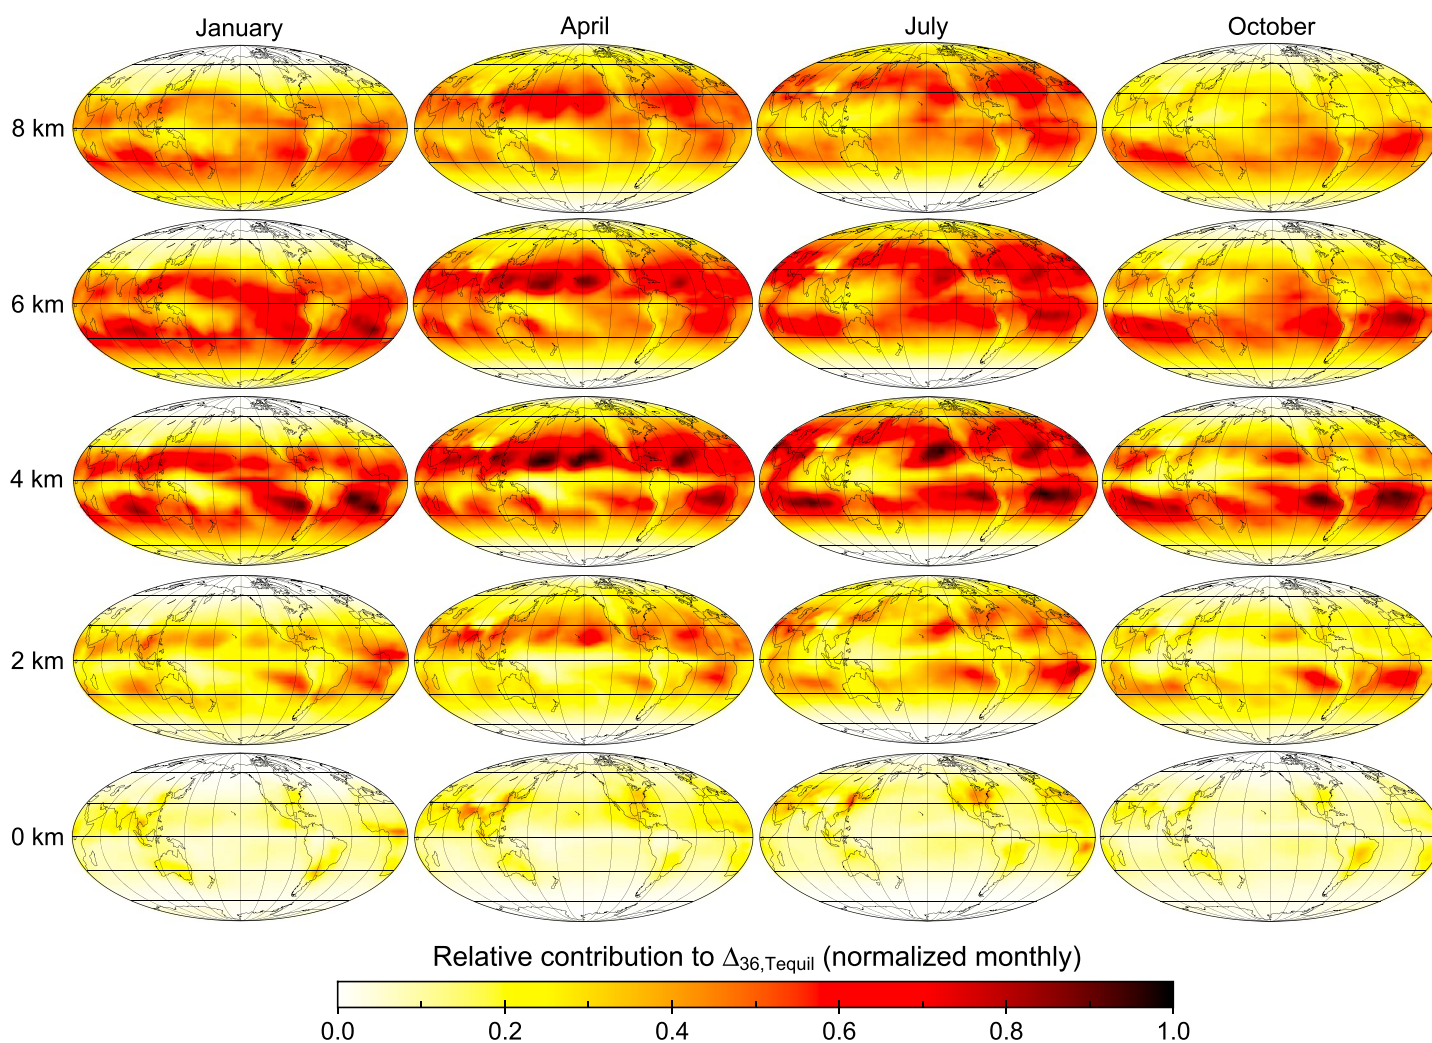 January April July October
8 km
6 km
4 km
2 km
0 km
Relative contribution to Δ36,Tequil (normalized monthly)
0.0 0.2 0.4 0.6 0.8 1.0